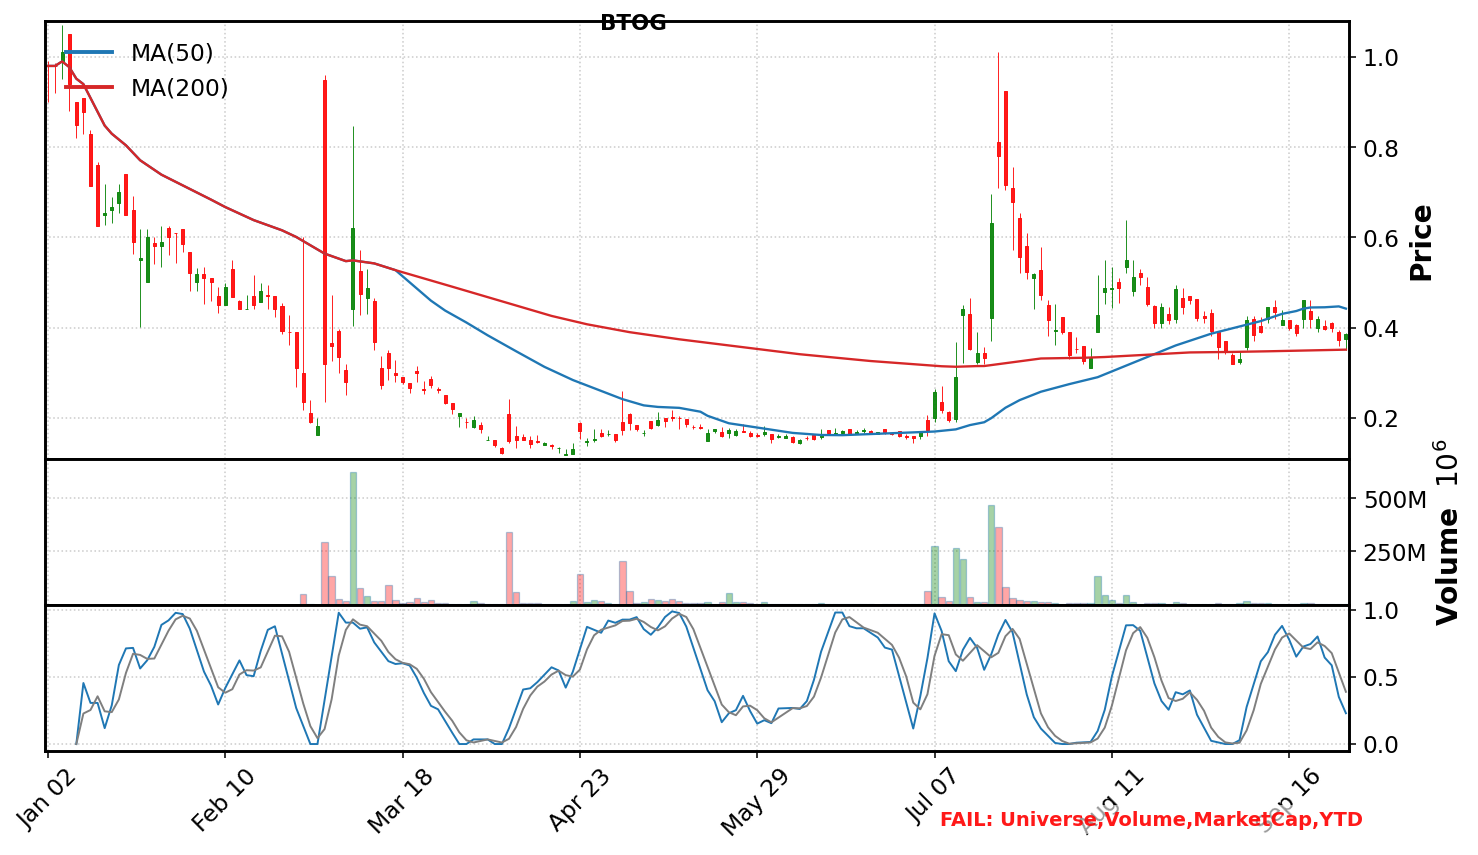 BTOG
MA(50)
MA(200)
1.0
0.8
0.6
0.4
0.2
Price
500M
250M
Volume 10⁶
1.0
0.5
0.0
Jan 02
Feb 10
Mar 18
Apr 23
May 29
Jul 07
Aug 11
Sep 16
FAIL: Universe,Volume,MarketCap,YTD